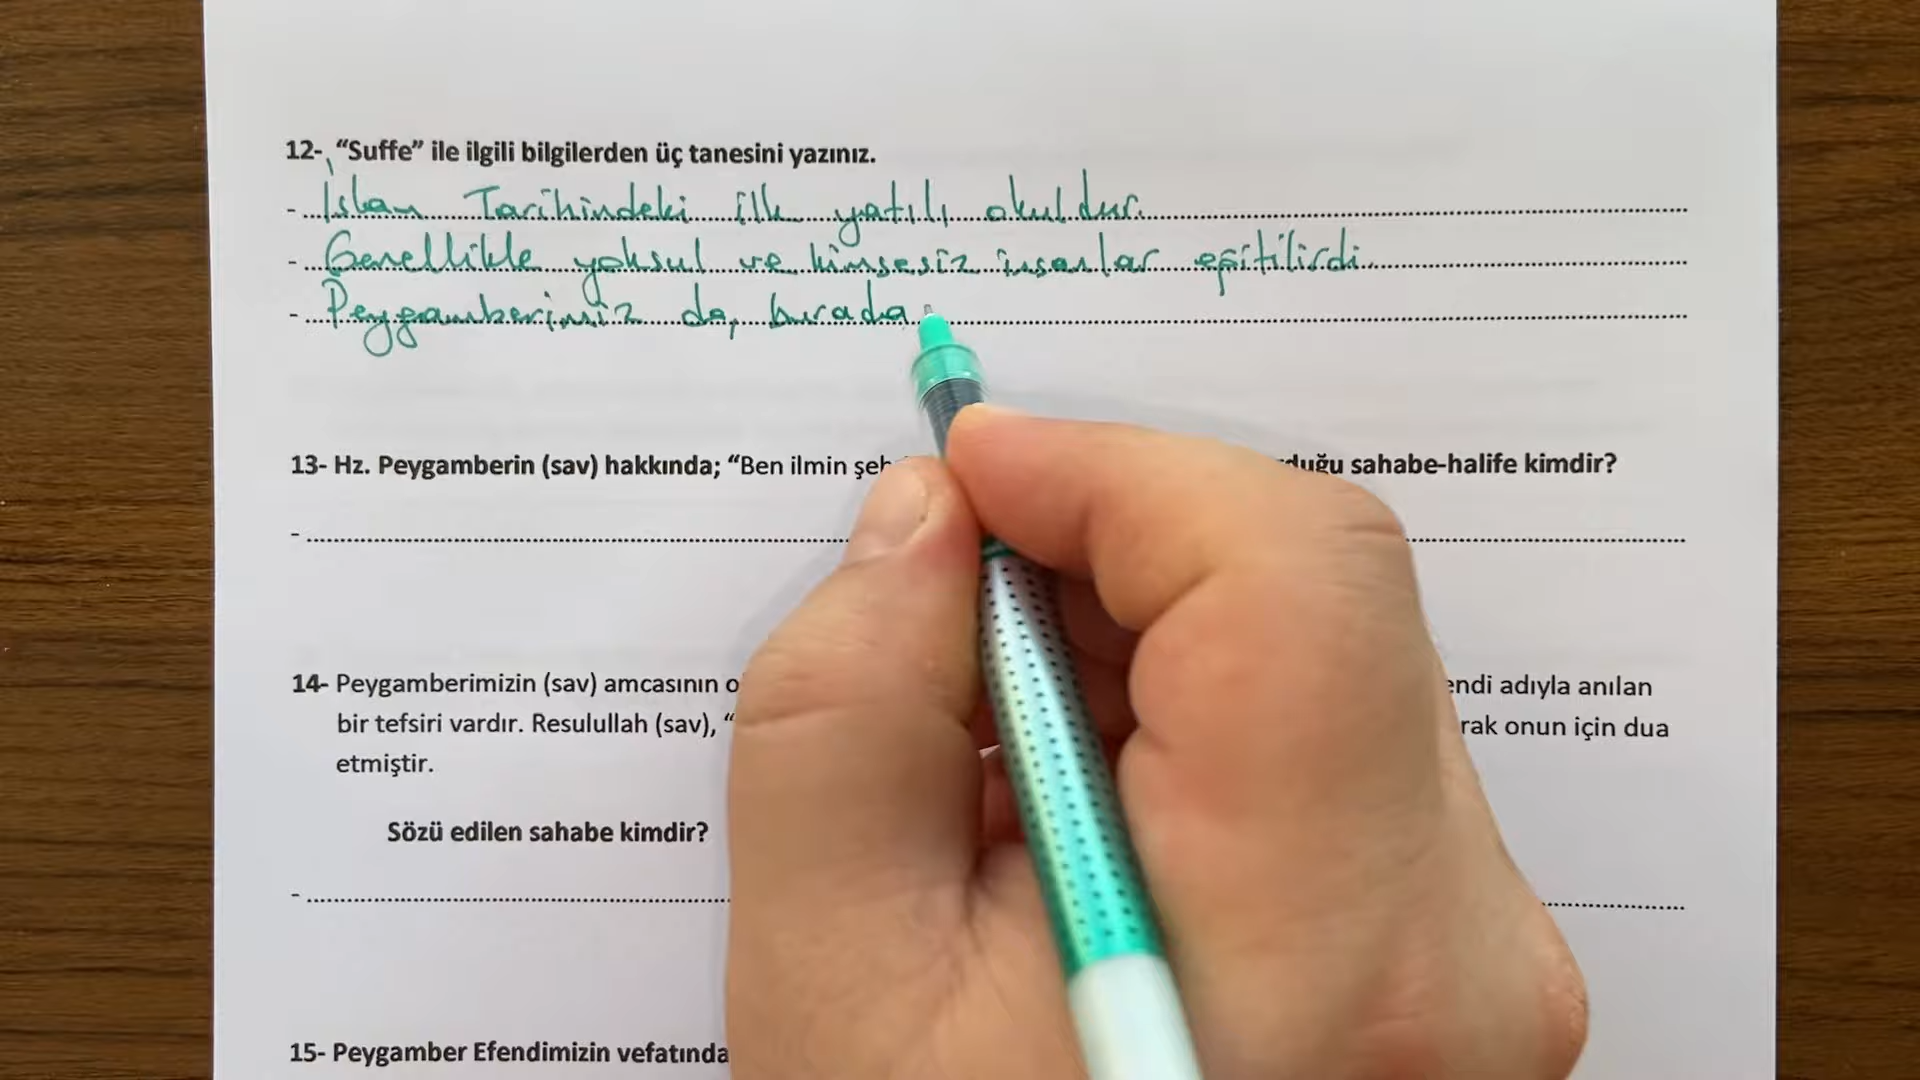 12- “Suffe” ile ilgili bilgilerden üç tanesini yazınız.
- İslam Tarihindeki ilk yatılı okuldur.
- Genellikle yoksul ve kimsesiz insanlar eğitilirdi.
- Peygamberimiz de, burada
13- Hz. Peygamberin (sav) hakkında; “Ben ilmin şeh duğu sahabe-halife kimdir?
-
14- Peygamberimizin (sav) amcasının o endi adıyla anılan
bir tefsiri vardır. Resulullah (sav), “ rak onun için dua
etmiştir.
Sözü edilen sahabe kimdir?
-
15- Peygamber Efendimizin vefatında